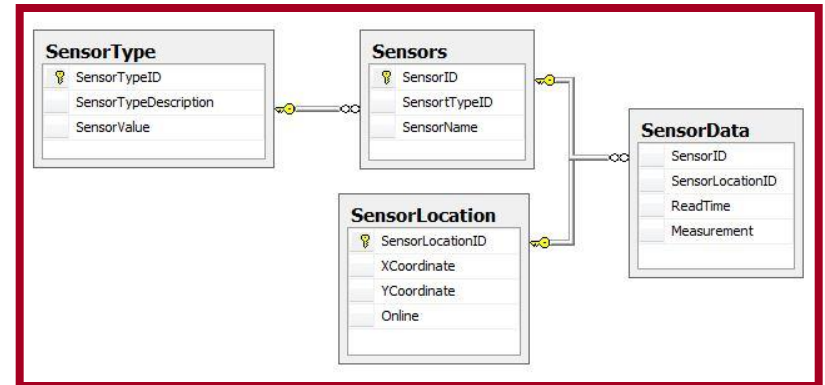 SensorType
SensorTypeID
SensorTypeDescription
SensorValue
Sensors
SensorID
SensortTypeID
SensorName
SensorLocation
SensorLocationID
XCoordinate
YCoordinate
Online
SensorData
SensorID
SensorLocationID
ReadTime
Measurement